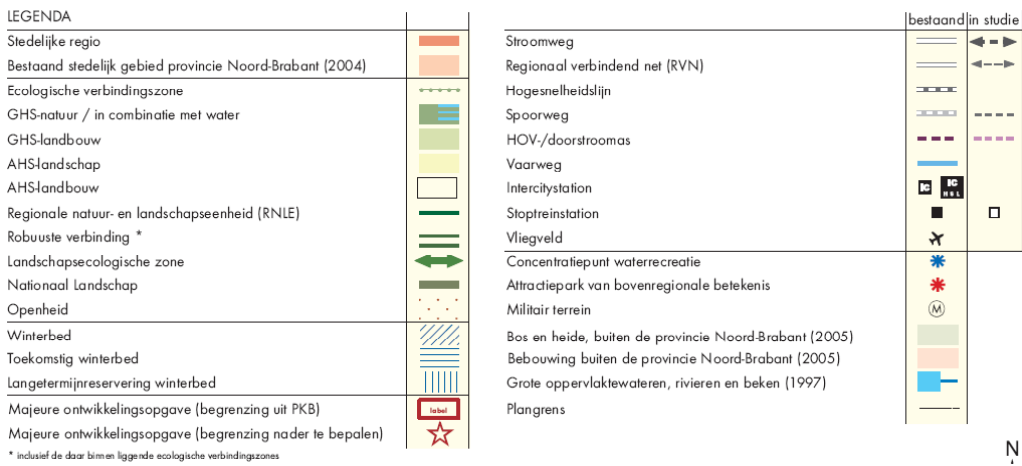 LEGENDA
Stedelijke regio
Bestaand stedelijk gebied provincie Noord-Brabant (2004)
Ecologische verbindingszone
GHS-natuur / in combinatie met water
GHS-landbouw
AHS-landschap
AHS-landbouw
Regionale natuur- en landschapseenheid (RNLE)
Robuuste verbinding *
Landschapsecologische zone
Nationaal Landschap
Openheid
Winterbed
Toekomstig winterbed
Langetermijnreservering winterbed
Majeure ontwikkelingsopgave (begrenzing uit PKB) label
Majeure ontwikkelingsopgave (begrenzing nader te bepalen)
* inclusief de daar binnen liggende ecologische verbindingszones
bestaand in studie
Stroomweg
Regionaal verbindend net (RVN)
Hogesnelheidslijn
Spoorweg
HOV-/doorstroomas
Vaarweg
Intercitystation IC IC
HSL
Stoptreinstation
Vliegveld
Concentratiepunt waterrecreatie
Attractiepark van bovenregionale betekenis
Militair terrein M
Bos en heide, buiten de provincie Noord-Brabant (2005)
Bebouwing buiten de provincie Noord-Brabant (2005)
Grote oppervlaktewateren, rivieren en beken (1997)
Plangrens
N